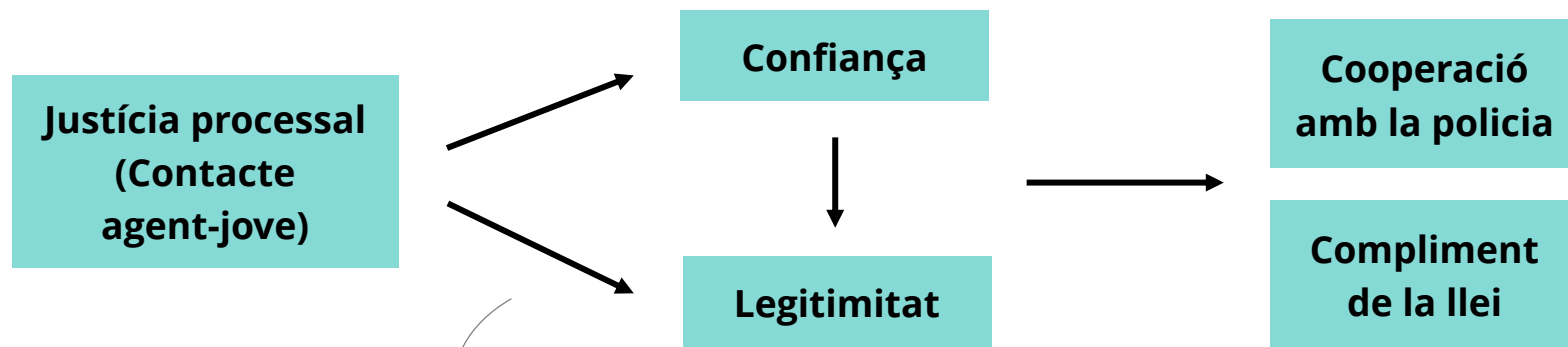 Justícia processal
(Contacte
agent-jove)
Confiança
Legitimitat
Cooperació
amb la policia
Compliment
de la llei